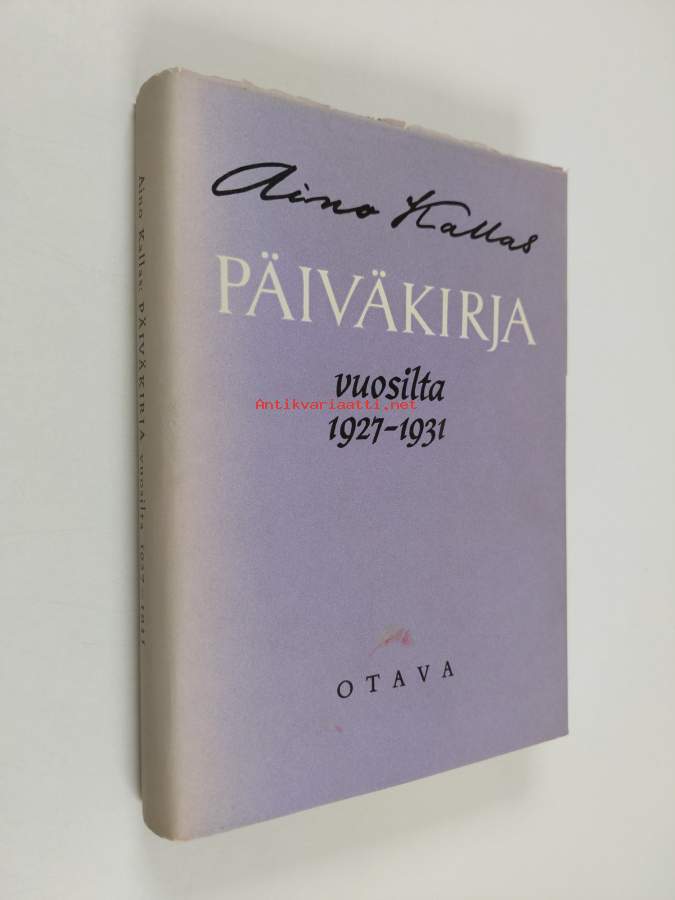 Aino Kallas
PÄIVÄKIRJA
vuosilta
Antikvariaatti.net
1927-1931
OTAVA
Aino Kallas: PÄIVÄKIRJA vuosilta 1927-1931